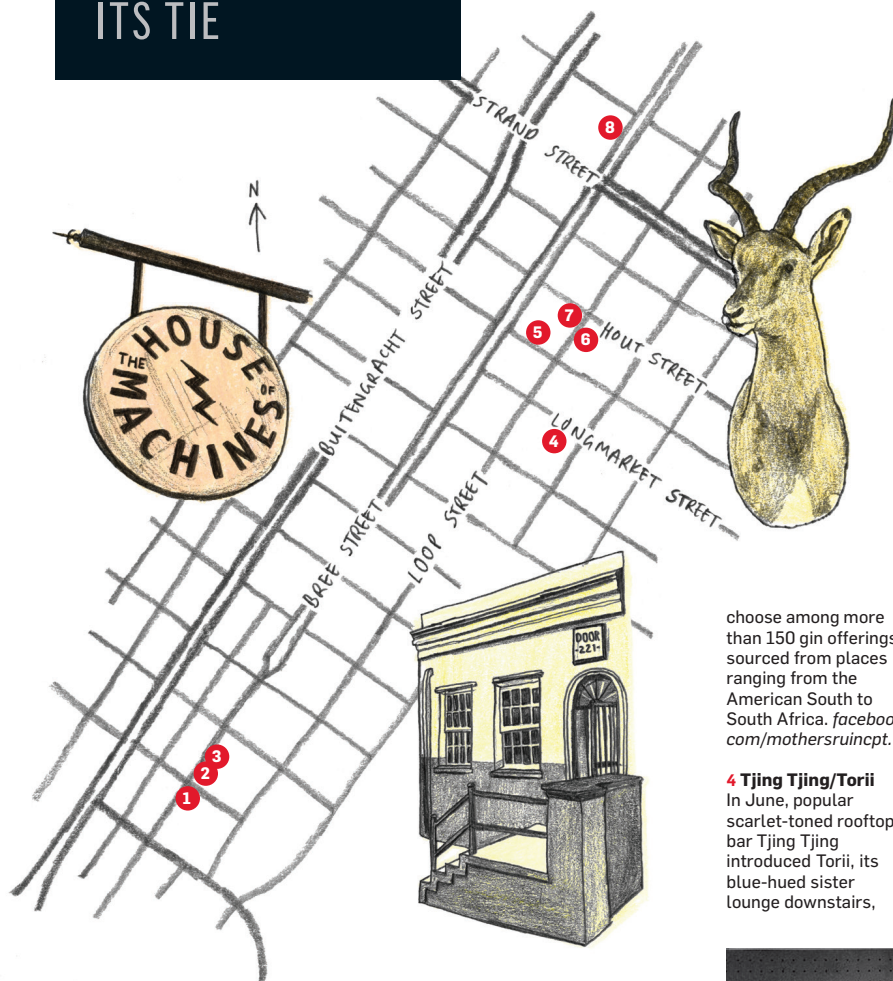 ITS TIE
N
STRAND STREET
8
THE HOUSE OF MACHINES
BUITENGRACHT STREET
7
5
6
HOUT STREET
4
LONGMARKET STREET
BREE STREET
LOOP STREET
DOOR
-221-
3
2
1
choose among more
than 150 gin offerings
sourced from places
ranging from the
American South to
South Africa.
com/mothersruincpt.
4 Tjing Tjing/Torii
In June, popular
scarlet-toned rooftop
bar Tjing Tjing
introduced Torii, its
blue-hued sister
lounge downstairs,